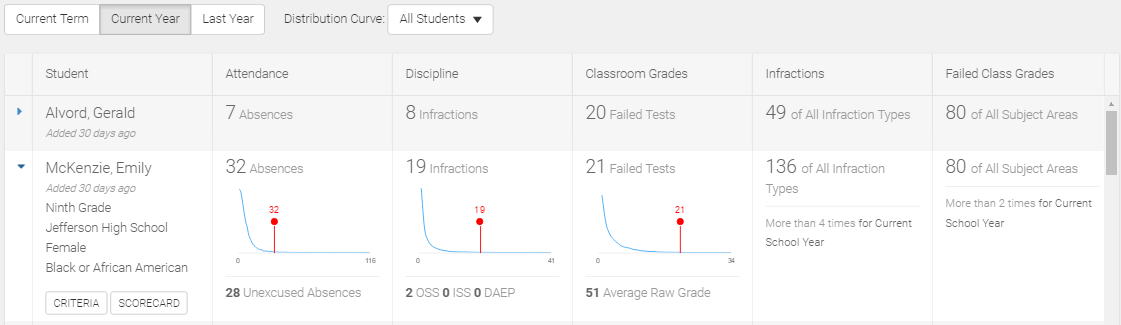 Current Term Current Year Last Year Distribution Curve: All Students
Student Attendance Discipline Classroom Grades Infractions Failed Class Grades
Alvord, Gerald 7 Absences 8 Infractions 20 Failed Tests 49 of All Infraction Types 80 of All Subject Areas
Added 30 days ago
McKenzie, Emily 32 Absences 19 Infractions 21 Failed Tests 136 of All Infraction 80 of All Subject Areas
Added 30 days ago Types
Ninth Grade 32 19 21 More than 2 times for Current
Jefferson High School More than 4 times for Current School Year
Female School Year
0 116 0 41 0 34
Black or African American
28 Unexcused Absences 2 OSS 0 ISS 0 DAEP 51 Average Raw Grade
CRITERIA SCORECARD